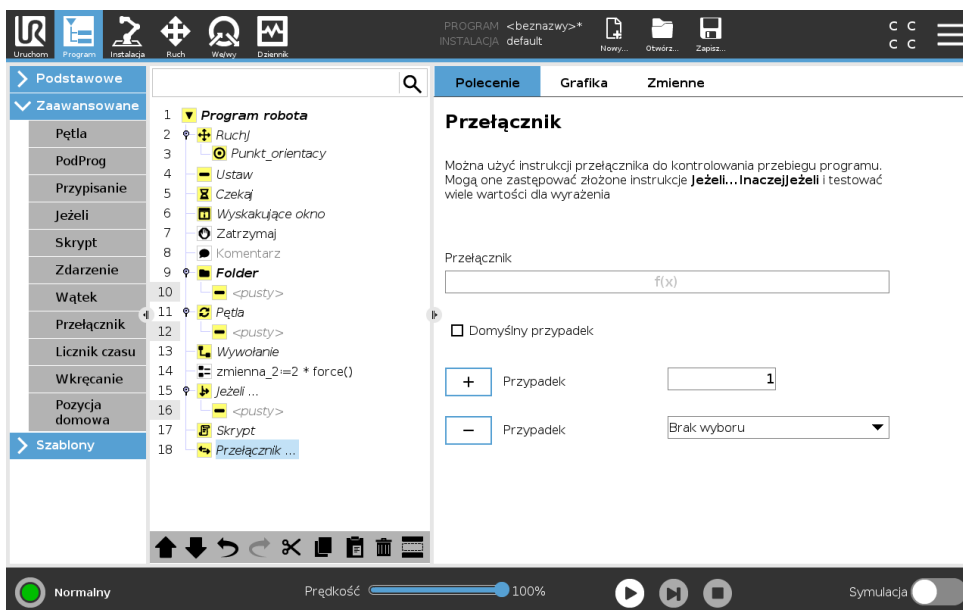 UR
Uruchom Program Instalacja Ruch We/wy Dziennik
PROGRAM <beznazwy>*
INSTALACJA default
Nowy... Otwórz... Zapisz...
C C
C C
Podstawowe
Zaawansowane
Pętla
PodProg
Przypisanie
Jeżeli
Skrypt
Zdarzenie
Wątek
Przełącznik
Licznik czasu
Wkręcanie
Pozycja
domowa
Szablony
1 Program robota
2 RuchJ
3 Punkt_orientacy
4 Ustaw
5 Czekaj
6 Wyskakujące okno
7 Zatrzymaj
8 Komentarz
9 Folder
10 <pusty>
11 Pętla
12 <pusty>
13 Wywołanie
14 zmienna_2:=2 * force()
15 Jeżeli ...
16 <pusty>
17 Skrypt
18 Przełącznik ...
Polecenie Grafika Zmienne
Przełącznik
Można użyć instrukcji przełącznika do kontrolowania przebiegu programu.
Mogą one zastępować złożone instrukcje Jeżeli...InaczejJeżeli i testować
wiele wartości dla wyrażenia
Przełącznik
f(x)
Domyślny przypadek
+ Przypadek 1
− Przypadek Brak wyboru
Normalny
Prędkość 100%
Symulacja